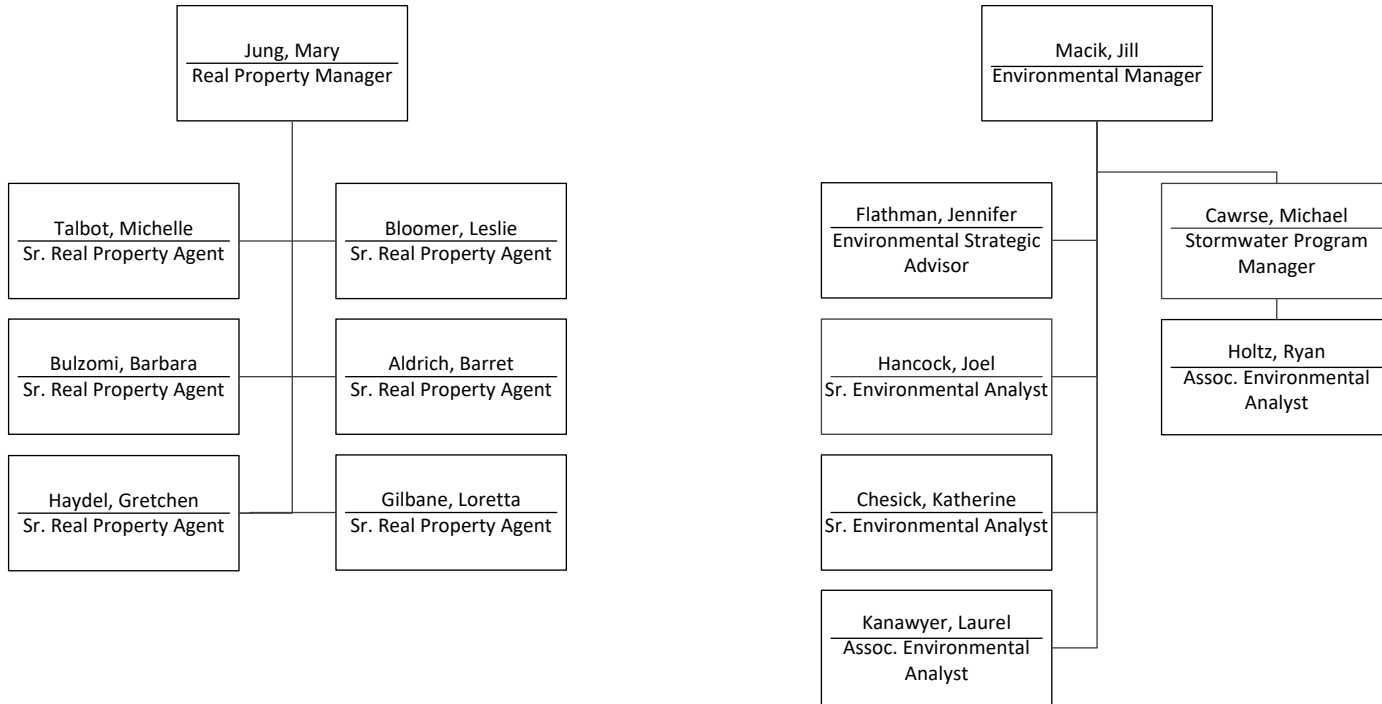 Jung, Mary
Real Property Manager
Talbot, Michelle
Sr. Real Property Agent
Bloomer, Leslie
Sr. Real Property Agent
Bulzomi, Barbara
Sr. Real Property Agent
Aldrich, Barret
Sr. Real Property Agent
Haydel, Gretchen
Sr. Real Property Agent
Gilbane, Loretta
Sr. Real Property Agent
Macik, Jill
Environmental Manager
Flathman, Jennifer
Environmental Strategic
Advisor
Cawrse, Michael
Stormwater Program
Manager
Hancock, Joel
Sr. Environmental Analyst
Holtz, Ryan
Assoc. Environmental
Analyst
Chesick, Katherine
Sr. Environmental Analyst
Kanawyer, Laurel
Assoc. Environmental
Analyst